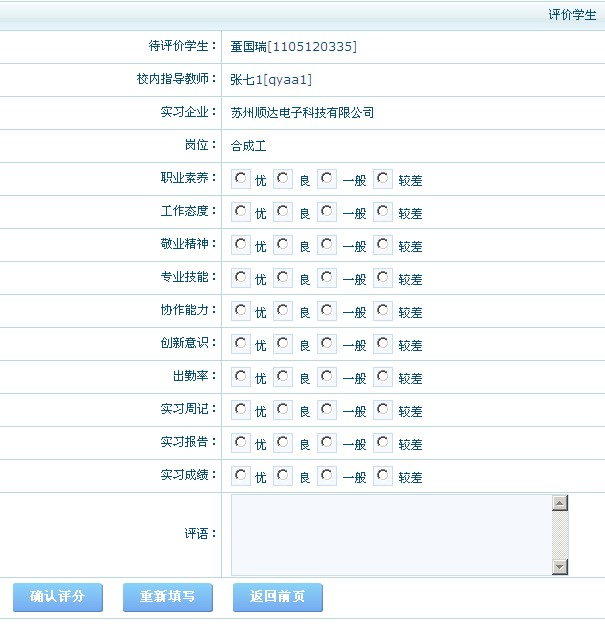 评价学生
待评价学生： 董国瑞[1105120335]
校内指导教师： 张七1[qyaa1]
实习企业： 苏州顺达电子科技有限公司
岗位： 合成工
职业素养： 优 良 一般 较差
工作态度： 优 良 一般 较差
敬业精神： 优 良 一般 较差
专业技能： 优 良 一般 较差
协作能力： 优 良 一般 较差
创新意识： 优 良 一般 较差
出勤率： 优 良 一般 较差
实习周记： 优 良 一般 较差
实习报告： 优 良 一般 较差
实习成绩： 优 良 一般 较差
评语：
确认评分 重新填写 返回前页